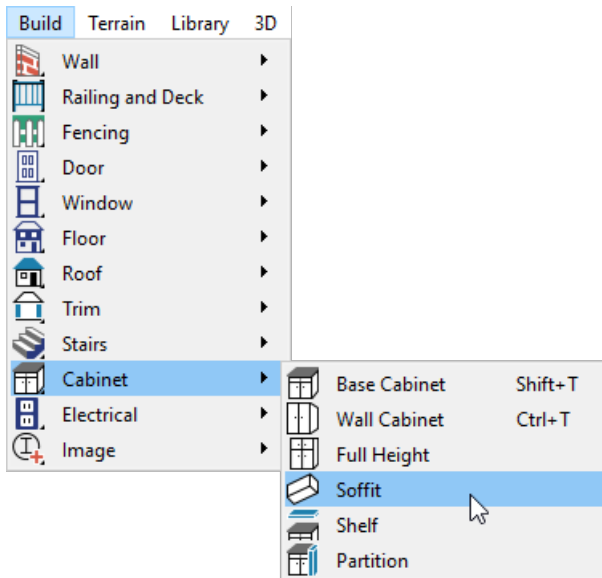 Build Terrain Library 3D
Wall
Railing and Deck
Fencing
Door
Window
Floor
Roof
Trim
Stairs
Cabinet
Electrical
Image
Base Cabinet Shift+T
Wall Cabinet Ctrl+T
Full Height
Soffit
Shelf
Partition